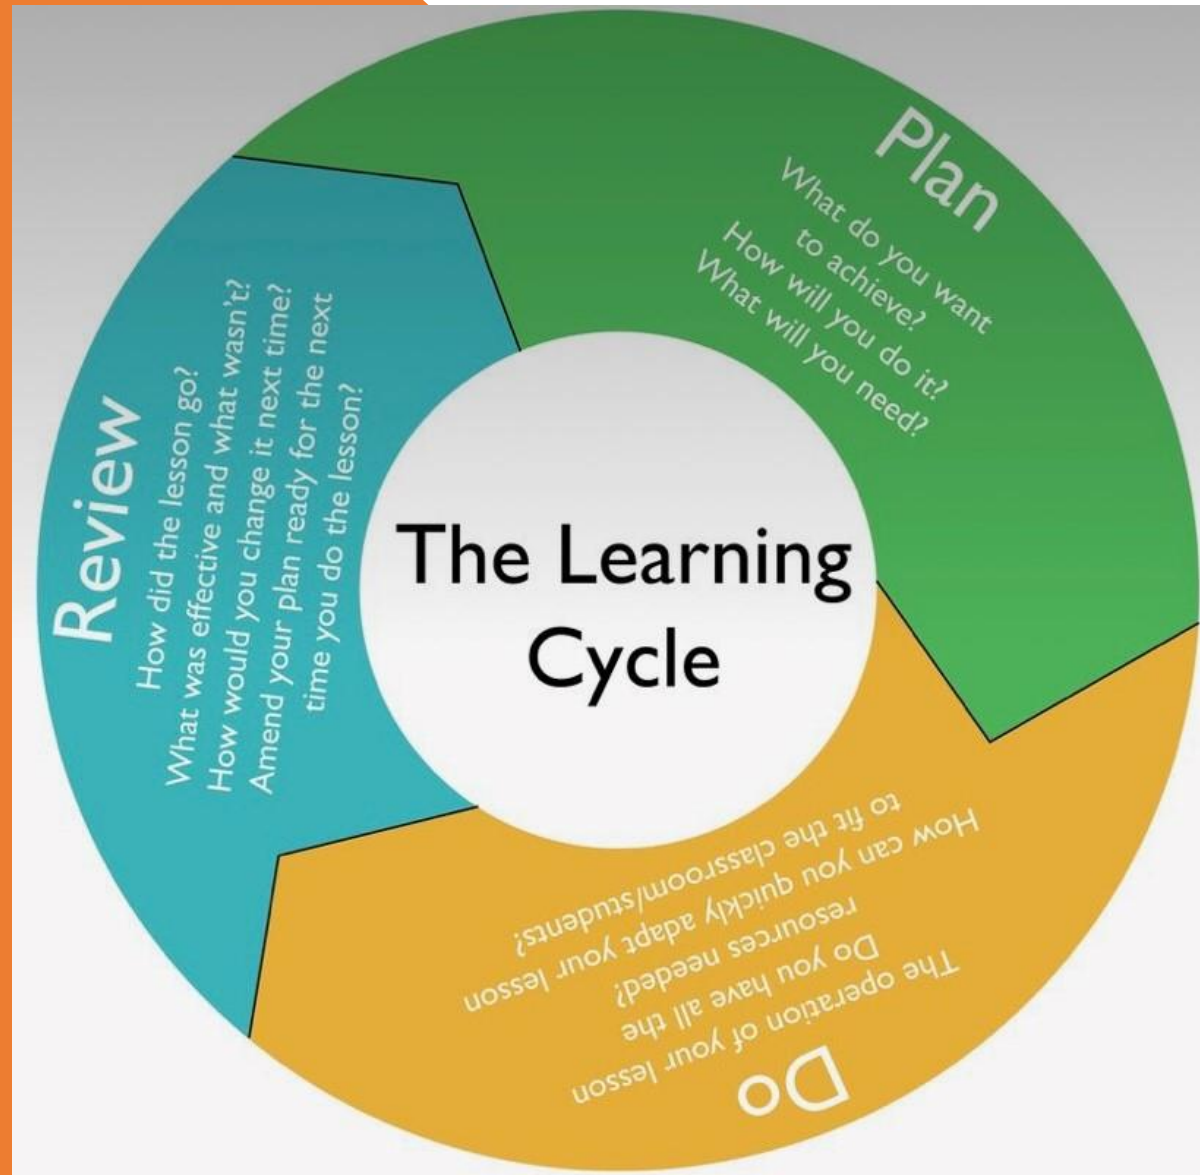 The Learning
Cycle
Plan
What do you want
to achieve?
How will you do it?
What will you need?
Do
The operation of your lesson
Do you have all the
resources needed?
How can you quickly adapt your lesson
to fit the classroom/students?
Review
How did the lesson go?
What was effective and what wasn't?
How would you change it next time?
Amend your plan ready for the next
time you do the lesson?